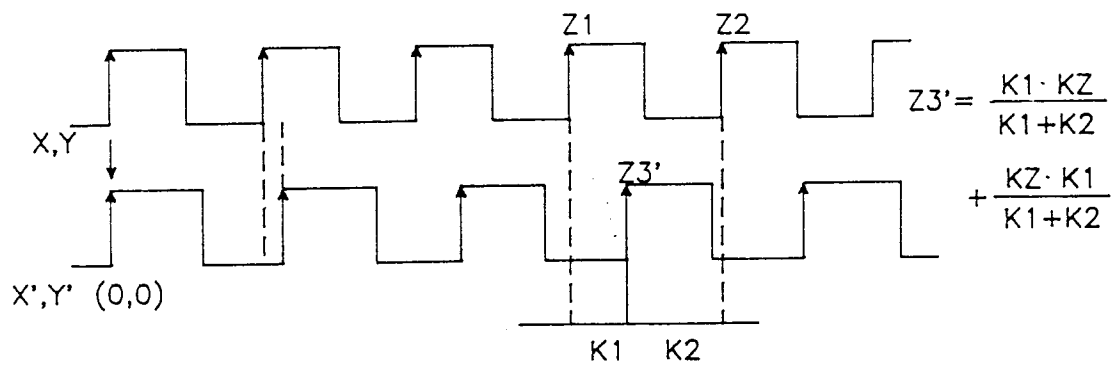 Z1 Z2
Z3'= K1·KZ / K1+K2
X,Y
Z3'
+ KZ·K1 / K1+K2
X',Y' (0,0)
K1 K2